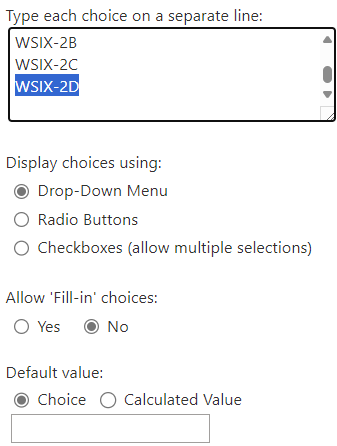 Type each choice on a separate line:
WSIX-2B
WSIX-2C
WSIX-2D
Display choices using:
Drop-Down Menu
Radio Buttons
Checkboxes (allow multiple selections)
Allow 'Fill-in' choices:
Yes No
Default value:
Choice Calculated Value